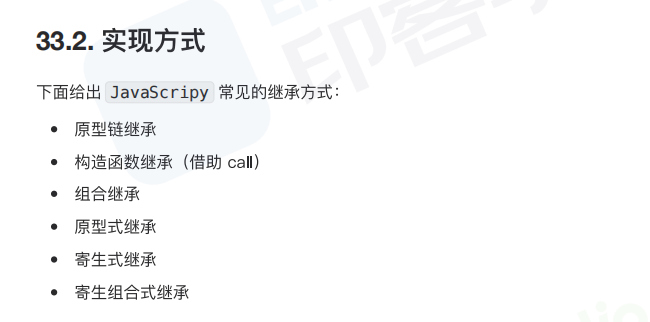 33.2. 实现方式
下面给出 JavaScripy 常见的继承方式：
• 原型链继承
• 构造函数继承（借助 call）
• 组合继承
• 原型式继承
• 寄生式继承
• 寄生组合式继承